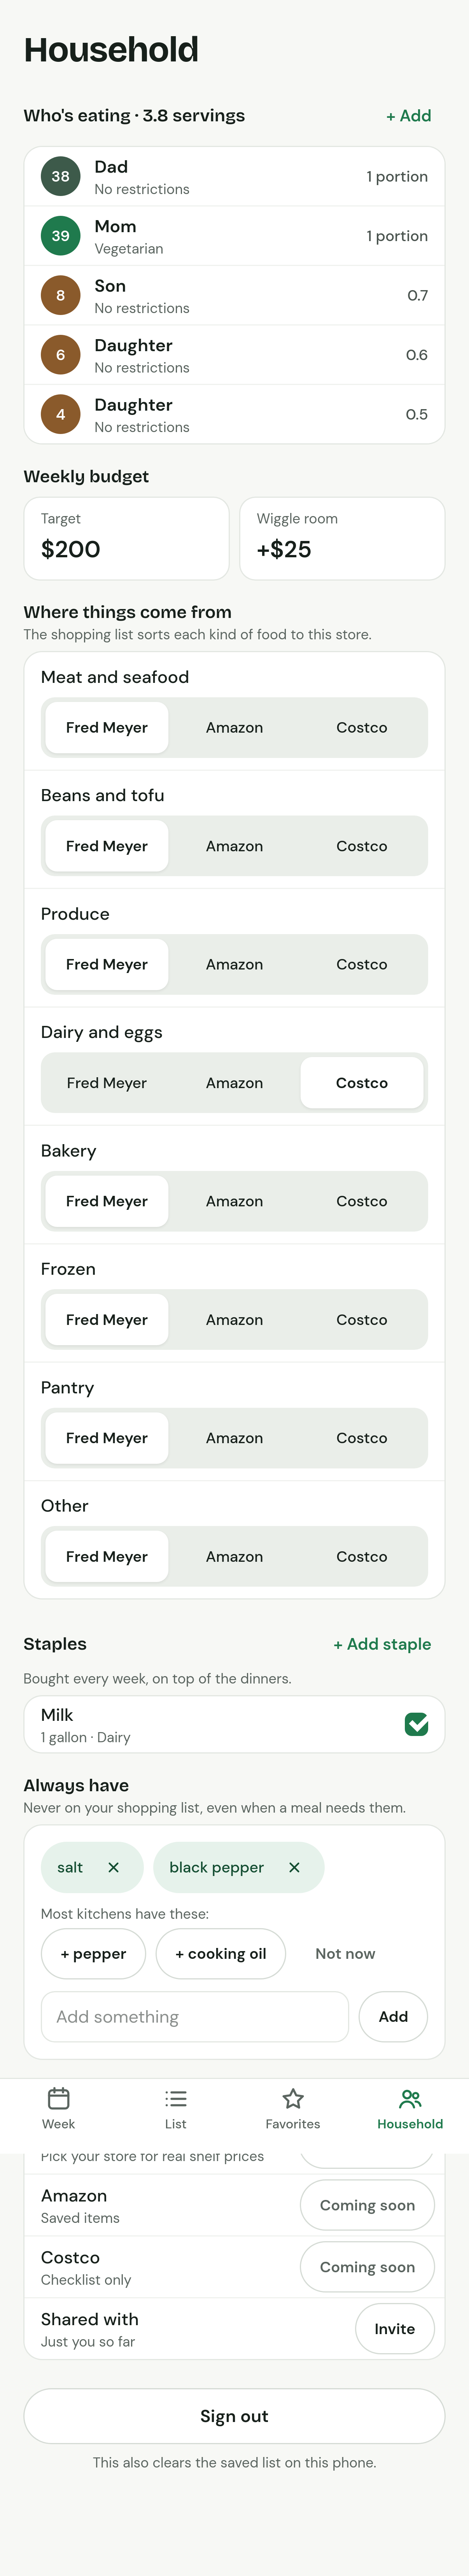 Household
Who's eating · 3.8 servings
+ Add
38
Dad
No restrictions
1 portion
39
Mom
Vegetarian
1 portion
8
Son
No restrictions
0.7
6
Daughter
No restrictions
0.6
4
Daughter
No restrictions
0.5
Weekly budget
Target
$200
Wiggle room
+$25
Where things come from
The shopping list sorts each kind of food to this store.
Meat and seafood
Fred Meyer Amazon Costco
Beans and tofu
Fred Meyer Amazon Costco
Produce
Fred Meyer Amazon Costco
Dairy and eggs
Fred Meyer Amazon Costco
Bakery
Fred Meyer Amazon Costco
Frozen
Fred Meyer Amazon Costco
Pantry
Fred Meyer Amazon Costco
Other
Fred Meyer Amazon Costco
Staples
+ Add staple
Bought every week, on top of the dinners.
Milk
1 gallon · Dairy
Always have
Never on your shopping list, even when a meal needs them.
salt ✕ black pepper ✕
Most kitchens have these:
+ pepper + cooking oil Not now
Add something
Add
Week List Favorites Household
Pick your store for real shelf prices
Amazon
Saved items
Coming soon
Costco
Checklist only
Coming soon
Shared with
Just you so far
Invite
Sign out
This also clears the saved list on this phone.